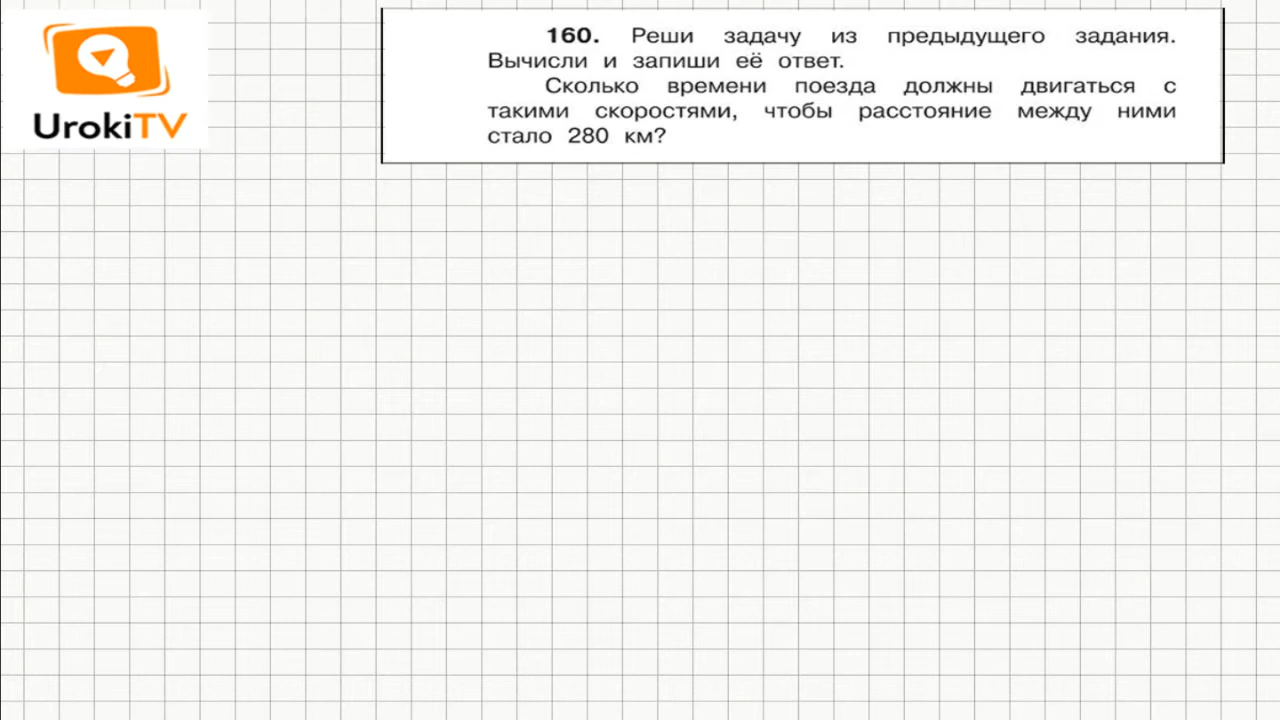 UrokiTV
160. Реши задачу из предыдущего задания.
Вычисли и запиши её ответ.
Сколько времени поезда должны двигаться с
такими скоростями, чтобы расстояние между ними
стало 280 км?